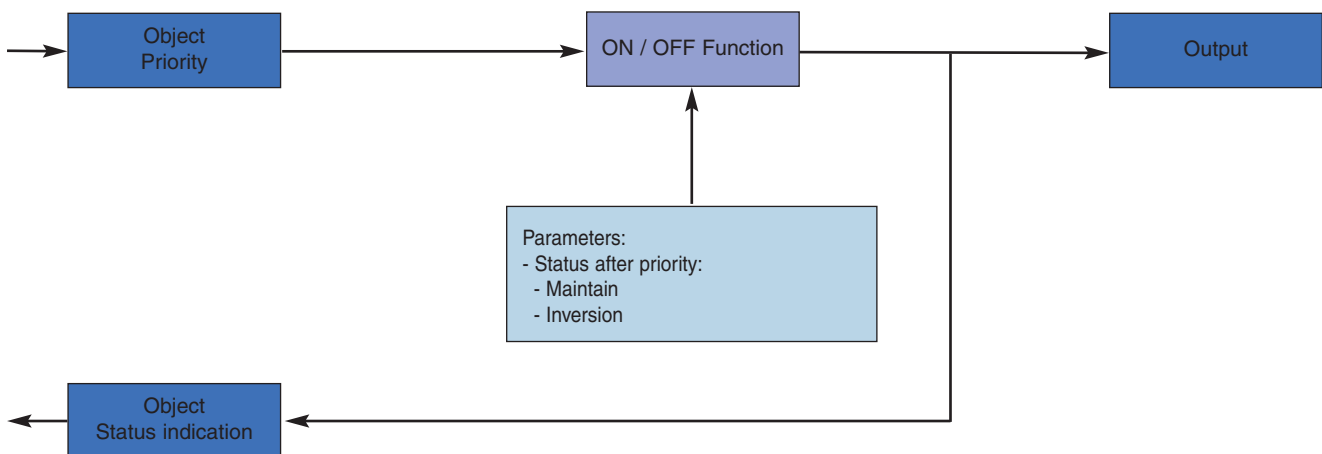 Object
Priority
ON / OFF Function
Output
Parameters:
- Status after priority:
- Maintain
- Inversion
Object
Status indication